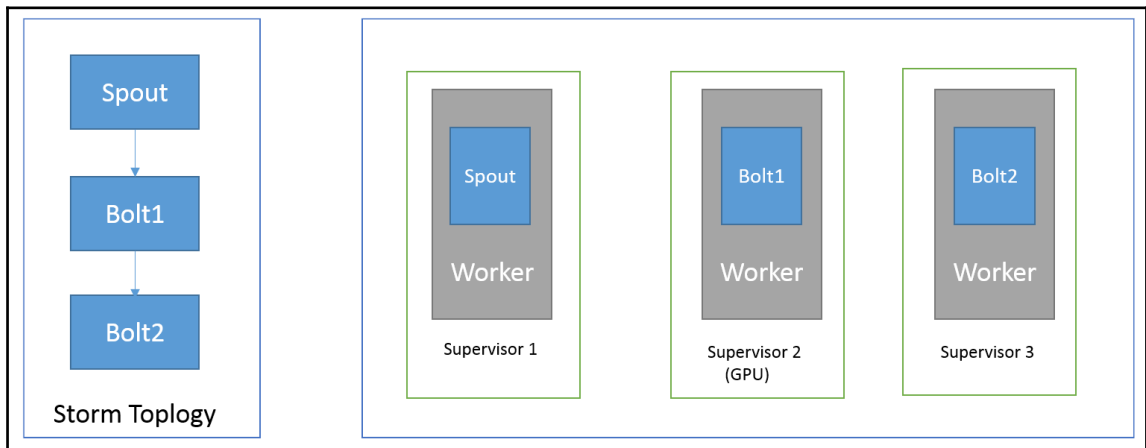 Spout
Bolt1
Bolt2
Storm Toplogy
Spout
Worker
Supervisor 1
Bolt1
Worker
Supervisor 2
(GPU)
Bolt2
Worker
Supervisor 3